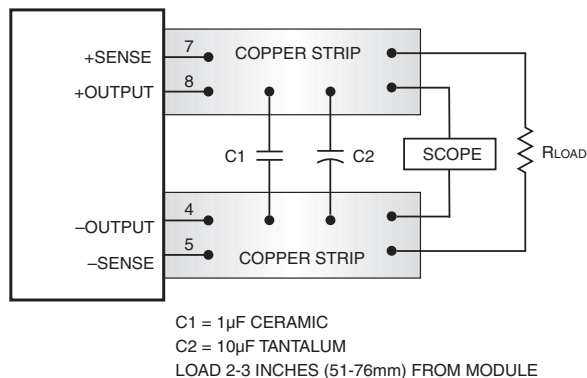 +SENSE 7 COPPER STRIP
+OUTPUT 8
C1 C2 SCOPE RLOAD
–OUTPUT 4
–SENSE 5 COPPER STRIP
C1 = 1µF CERAMIC
C2 = 10µF TANTALUM
LOAD 2-3 INCHES (51-76mm) FROM MODULE